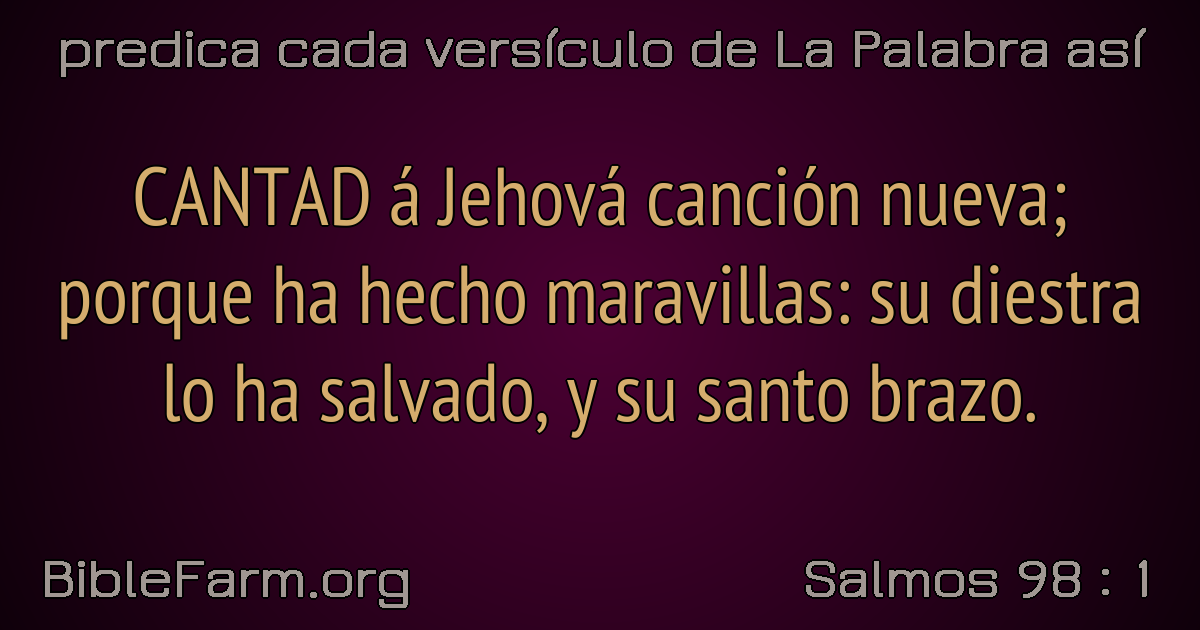 predica cada versículo de La Palabra así
CANTAD á Jehová canción nueva;
porque ha hecho maravillas: su diestra
lo ha salvado, y su santo brazo.
BibleFarm.org
Salmos 98 : 1